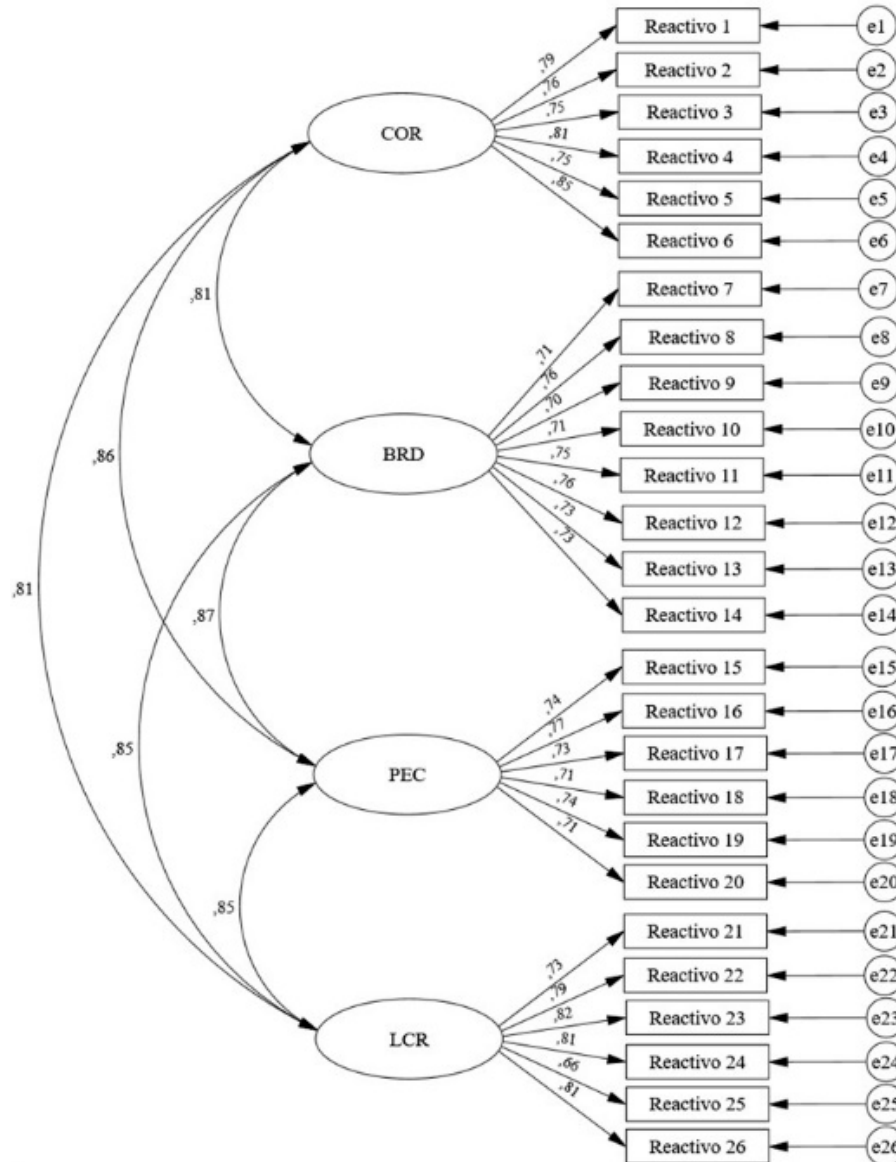 Reactivo 1
e1
,79
Reactivo 2
e2
,76
Reactivo 3
e3
,75
COR
,81
Reactivo 4
e4
,75
Reactivo 5
e5
,85
Reactivo 6
e6
,81
Reactivo 7
e7
,71
Reactivo 8
e8
,76
Reactivo 9
e9
,70
Reactivo 10
e10
,71
,86
BRD
,75
Reactivo 11
e11
,76
Reactivo 12
e12
,73
Reactivo 13
e13
,73
Reactivo 14
e14
,81
,87
Reactivo 15
e15
,74
Reactivo 16
e16
,77
Reactivo 17
e17
,73
,85
PEC
,71
Reactivo 18
e18
,74
Reactivo 19
e19
,71
Reactivo 20
e20
,85
Reactivo 21
e21
,73
Reactivo 22
e22
,79
Reactivo 23
e23
,82
LCR
,81
Reactivo 24
e24
,66
Reactivo 25
e25
,81
Reactivo 26
e26